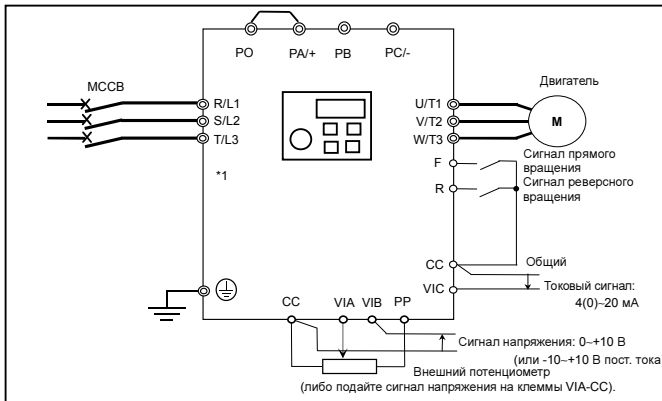 PO
PA/+
PB
PC/-
MCCB
R/L1
S/L2
T/L3
*1
U/T1
V/T2
W/T3
Двигатель
M
F
Сигнал прямого
вращения
R
Сигнал реверсного
вращения
CC
Общий
VIC
Токовый сигнал:
4(0)~20 мА
CC
VIA
VIB
PP
Сигнал напряжения: 0~+10 В
(или -10~+10 В пост. тока
Внешний потенциометр
(либо подайте сигнал напряжения на клеммы VIA-CC).